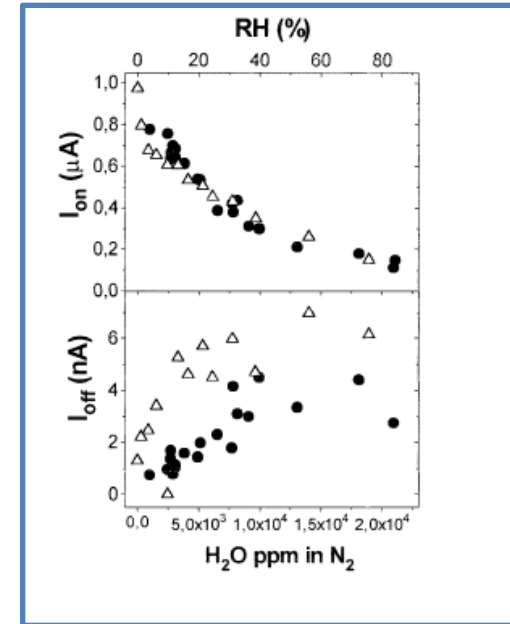 RH (%)
0 20 40 60 80
1,0
0,8
0,6
0,4
0,2
0,0
I_on (μA)
6
4
2
0
I_off (nA)
0,0 5,0x10³ 1,0x10⁴ 1,5x10⁴ 2,0x10⁴
H₂O ppm in N₂